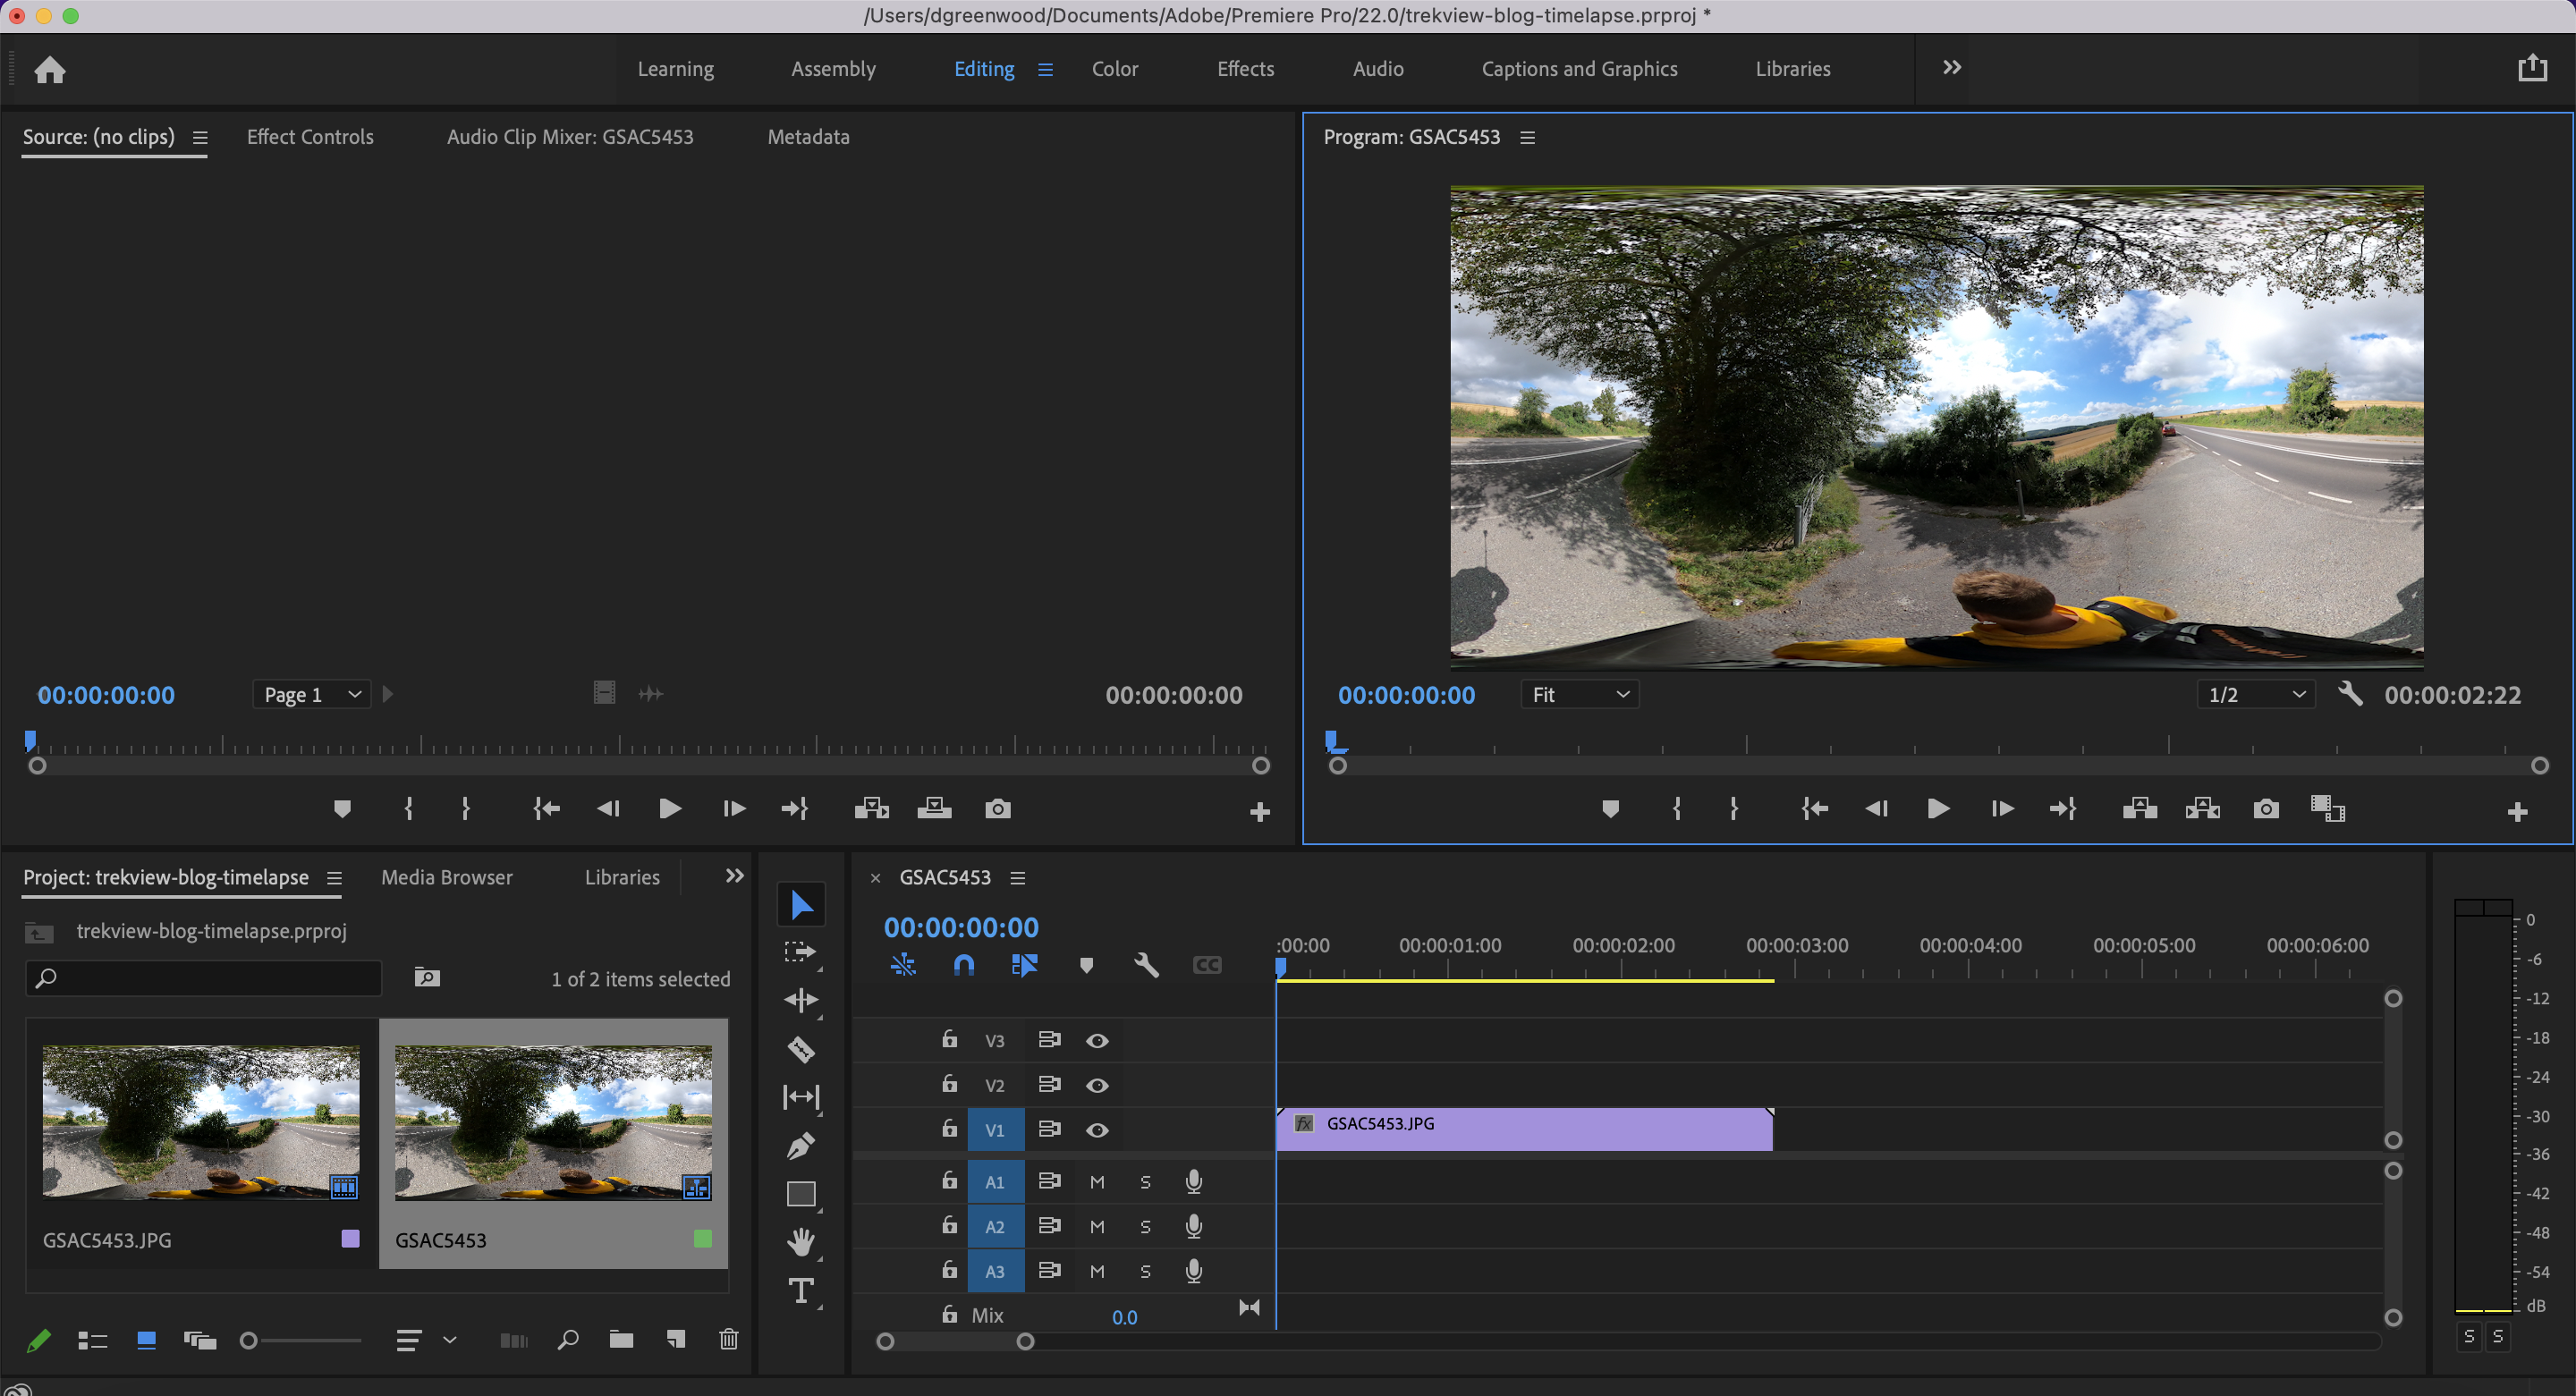 /Users/dgreenwood/Documents/Adobe/Premiere Pro/22.0/trekview-blog-timelapse.prproj *
Learning Assembly Editing Color Effects Audio Captions and Graphics Libraries
Source: (no clips) Effect Controls Audio Clip Mixer: GSAC5453 Metadata
Program: GSAC5453
00:00:00:00 Page 1 00:00:00:00
00:00:00:00 Fit 1/2 00:00:02:22
Project: trekview-blog-timelapse Media Browser Libraries
trekview-blog-timelapse.prproj
1 of 2 items selected
GSAC5453.JPG
GSAC5453
GSAC5453
00:00:00:00
:00:00 00:00:01:00 00:00:02:00 00:00:03:00 00:00:04:00 00:00:05:00 00:00:06:00
CC
V3
V2
V1
fx GSAC5453.JPG
A1 M S
A2 M S
A3 M S
Mix 0.0
0
-6
-12
-18
-24
-30
-36
-42
-48
-54
dB
S S